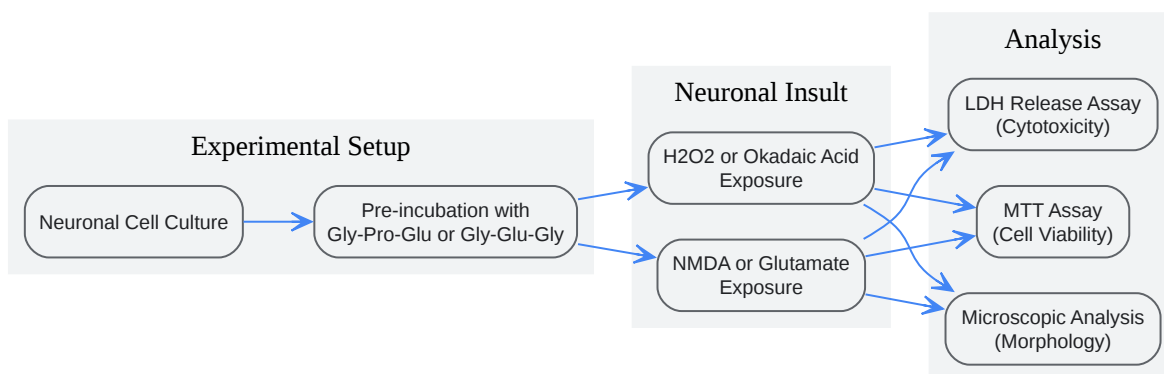 Experimental Setup
Neuronal Cell Culture
Pre-incubation with
Gly-Pro-Glu or Gly-Glu-Gly
Neuronal Insult
H2O2 or Okadaic Acid
Exposure
NMDA or Glutamate
Exposure
Analysis
LDH Release Assay
(Cytotoxicity)
MTT Assay
(Cell Viability)
Microscopic Analysis
(Morphology)